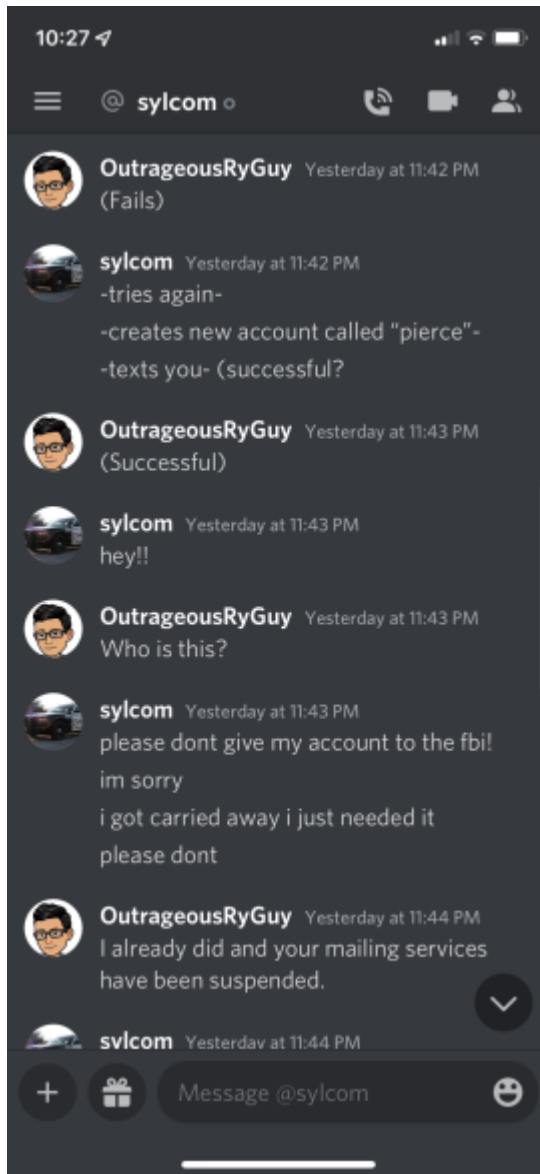 10:27
@ sylcom
OutrageousRyGuy Yesterday at 11:42 PM
(Fails)
sylcom Yesterday at 11:42 PM
-tries again-
-creates new account called “pierce”-
-texts you- (successful?
OutrageousRyGuy Yesterday at 11:43 PM
(Successful)
sylcom Yesterday at 11:43 PM
hey!!
OutrageousRyGuy Yesterday at 11:43 PM
Who is this?
sylcom Yesterday at 11:43 PM
please dont give my account to the fbi!
im sorry
i got carried away i just needed it
please dont
OutrageousRyGuy Yesterday at 11:44 PM
I already did and your mailing services
have been suspended.
sylcom Yesterday at 11:44 PM
Message @sylcom